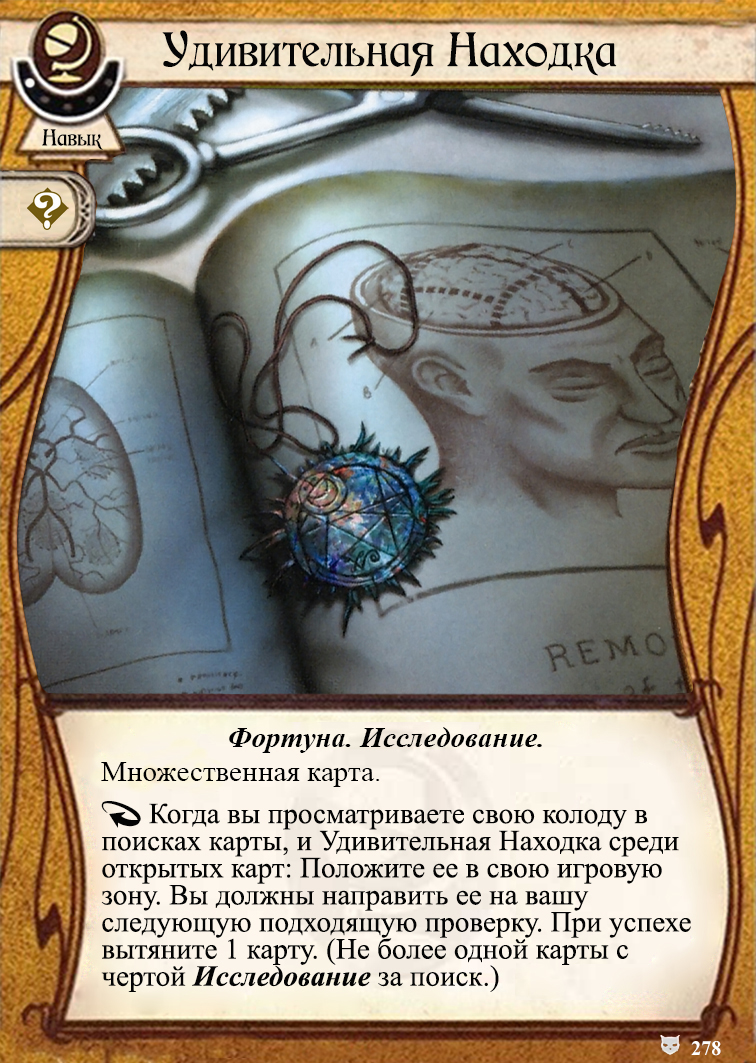 Удивительная Находка
Навык
?
C
D
A
B
REMO
Фортуна. Исследование.
Множественная карта.
Когда вы просматриваете свою колоду в
поисках карты, и Удивительная Находка среди
открытых карт: Положите ее в свою игровую
зону. Вы должны направить ее на вашу
следующую подходящую проверку. При успехе
вытяните 1 карту. (Не более одной карты с
чертой Исследование за поиск.)
278